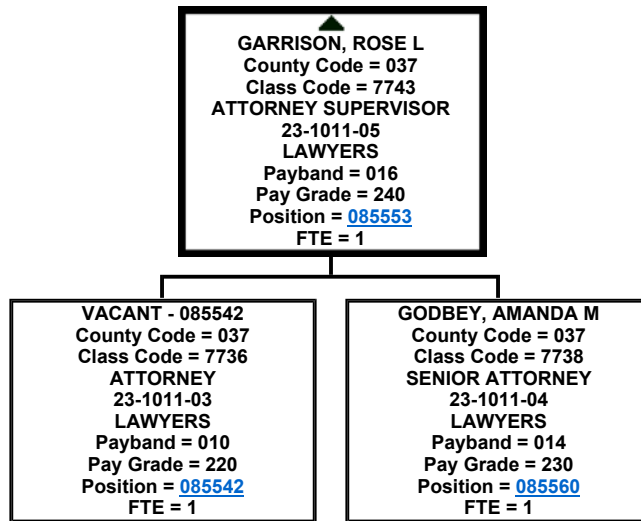 GARRISON, ROSE L
County Code = 037
Class Code = 7743
ATTORNEY SUPERVISOR
23-1011-05
LAWYERS
Payband = 016
Pay Grade = 240
Position = 085553
FTE = 1
VACANT - 085542
County Code = 037
Class Code = 7736
ATTORNEY
23-1011-03
LAWYERS
Payband = 010
Pay Grade = 220
Position = 085542
FTE = 1
GODBEY, AMANDA M
County Code = 037
Class Code = 7738
SENIOR ATTORNEY
23-1011-04
LAWYERS
Payband = 014
Pay Grade = 230
Position = 085560
FTE = 1